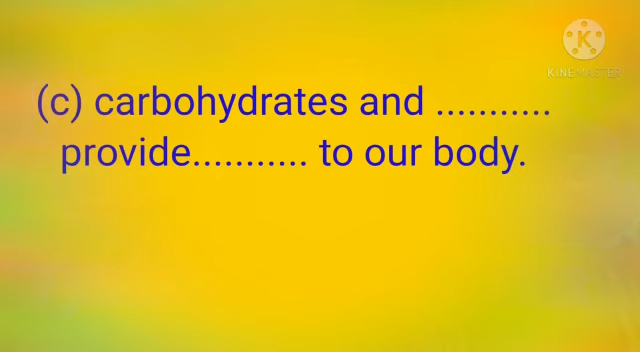 KINEMASTER
(c) carbohydrates and ...........
provide........... to our body.